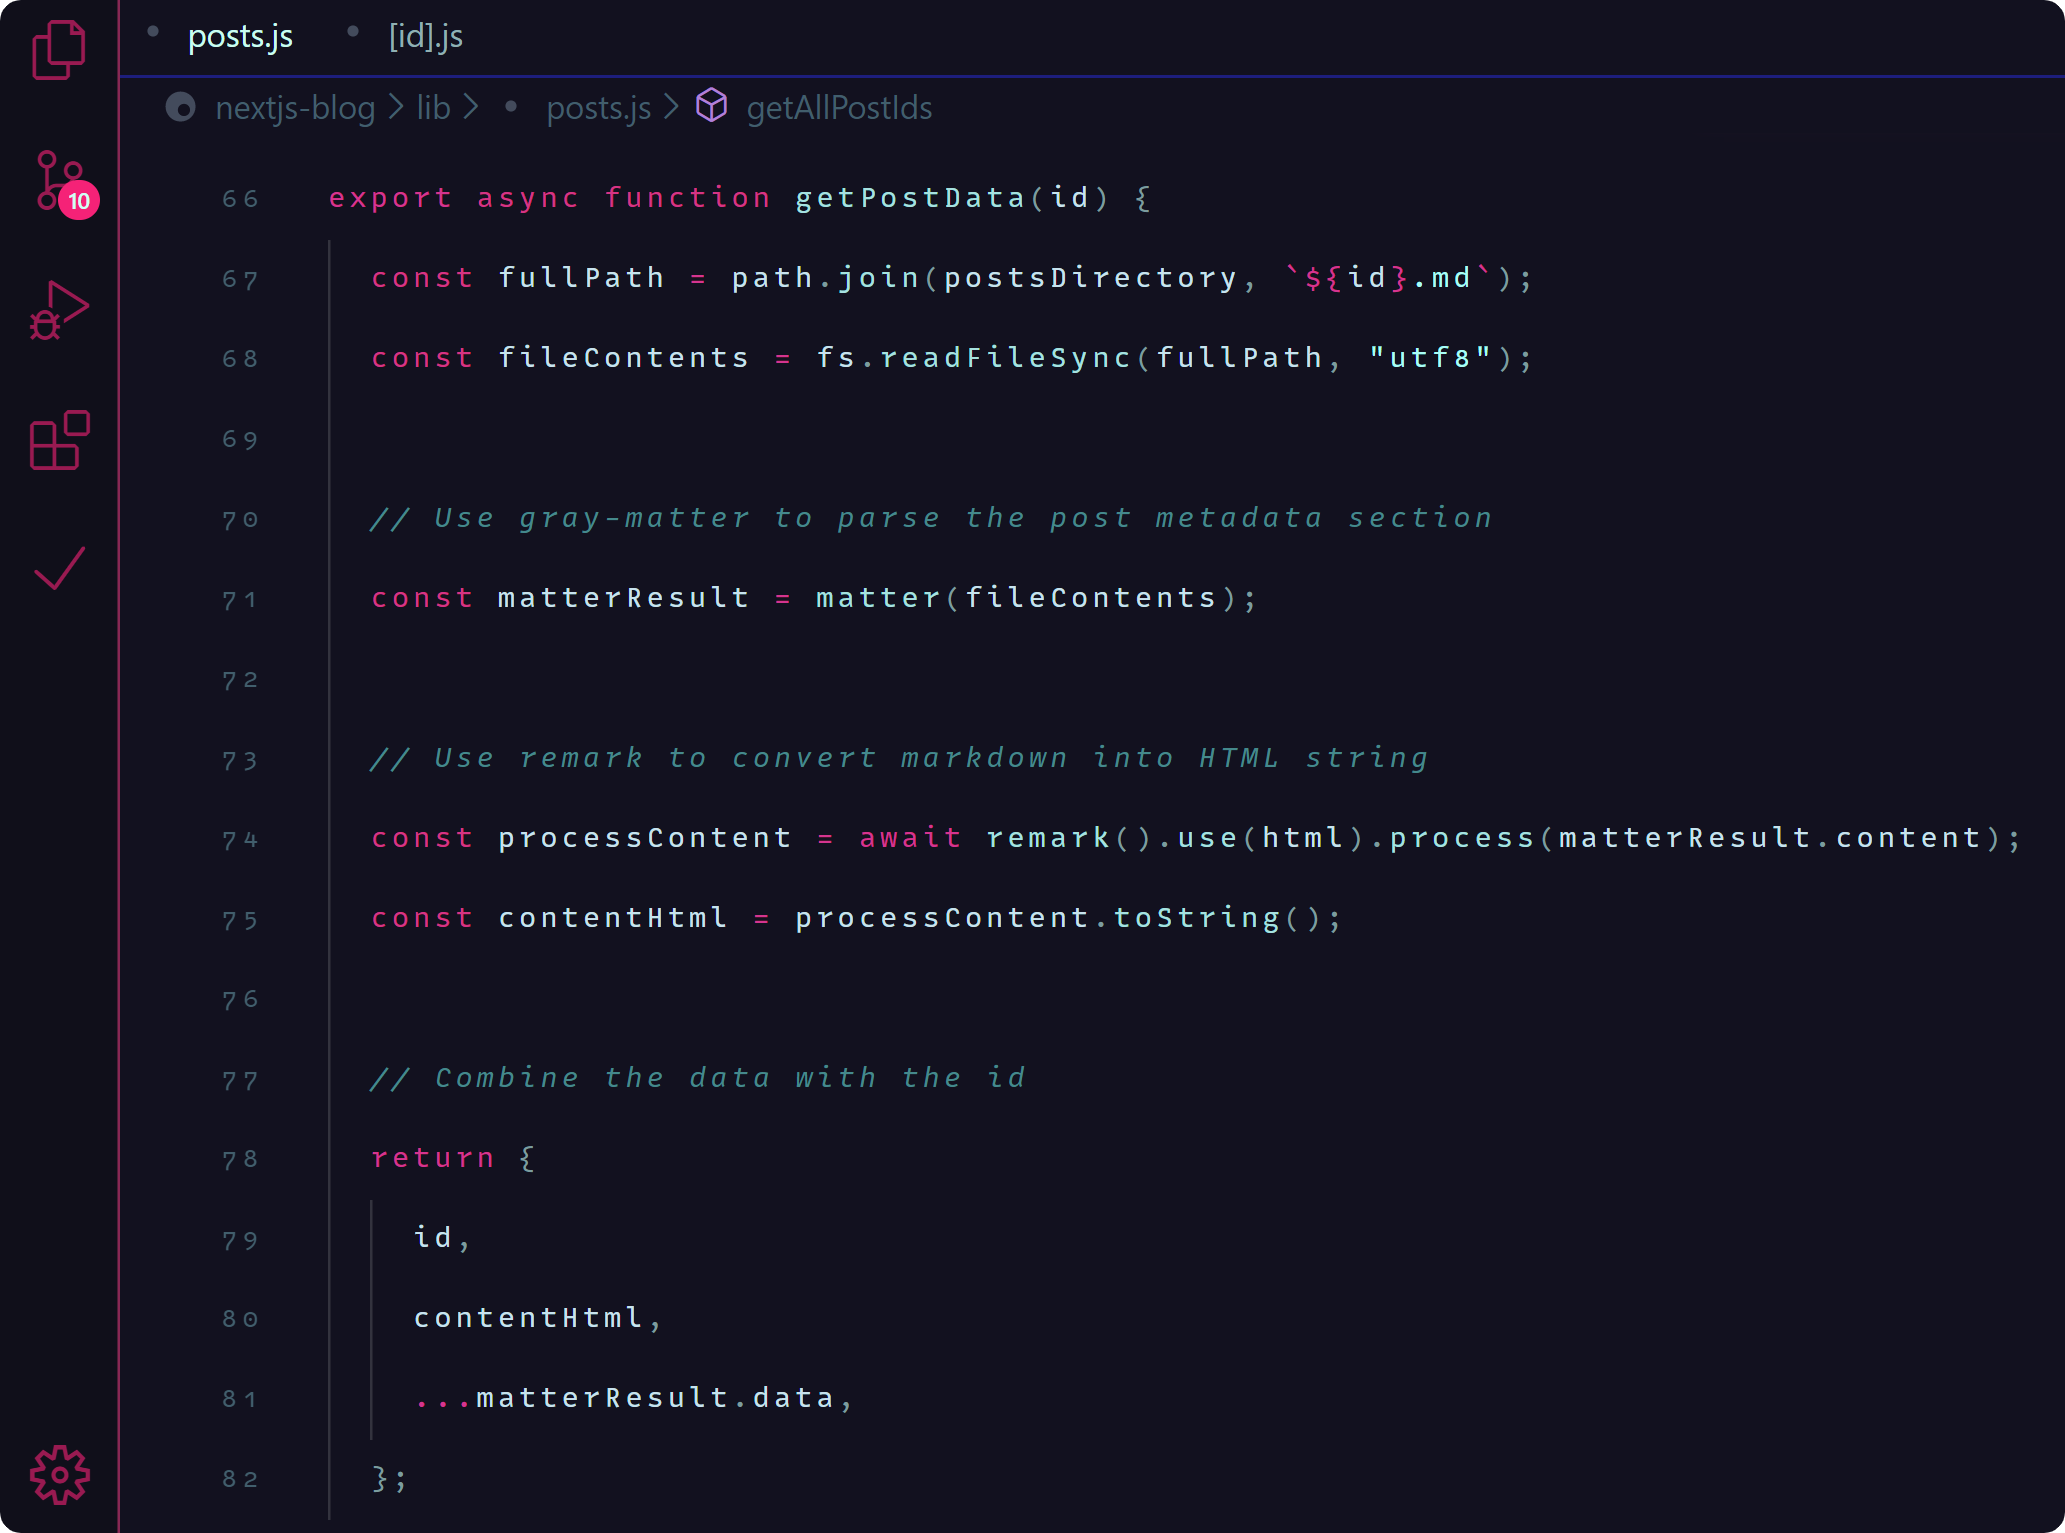 posts.js [id].js
nextjs-blog > lib > posts.js > getAllPostIds
10
66 export async function getPostData(id) {
67 const fullPath = path.join(postsDirectory, `${id}.md`);
68 const fileContents = fs.readFileSync(fullPath, "utf8");
69
70 // Use gray-matter to parse the post metadata section
71 const matterResult = matter(fileContents);
72
73 // Use remark to convert markdown into HTML string
74 const processContent = await remark().use(html).process(matterResult.content);
75 const contentHtml = processContent.toString();
76
77 // Combine the data with the id
78 return {
79 id,
80 contentHtml,
81 ...matterResult.data,
82 };